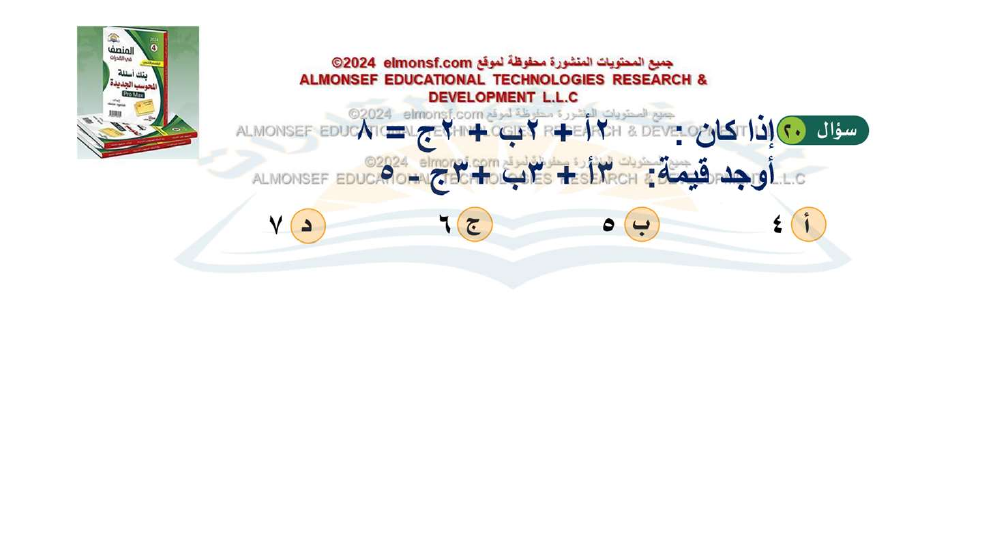 جميع المحتويات المنشورة محفوظة لموقع elmonsf.com ©2024
ALMONSEF EDUCATIONAL TECHNOLOGIES RESEARCH &
DEVELOPMENT L.L.C
جميع المحتويات المنشورة محفوظة لموقع elmonsf.com ©2024
ALMONSEF EDUCATIONAL TECHNOLOGIES RESEARCH & DEVELOPMENT L.L.C
سؤال ٢٠ إذا كان : ٢أ + ٢ب + ٢ج = ٨
جميع المحتويات المنشورة محفوظة لموقع elmonsf.com ©2024
أوجد قيمة: ٣أ + ٣ب +٣ج - ٥
ALMONSEF EDUCATIONAL TECHNOLOGIES RESEARCH & DEVELOPMENT L.L.C
أ ٤ ب ٥ ج ٦ د ٧
المنصف
في القدرات
بنك أسئلة
المحوسب الجديدة
Pro Max